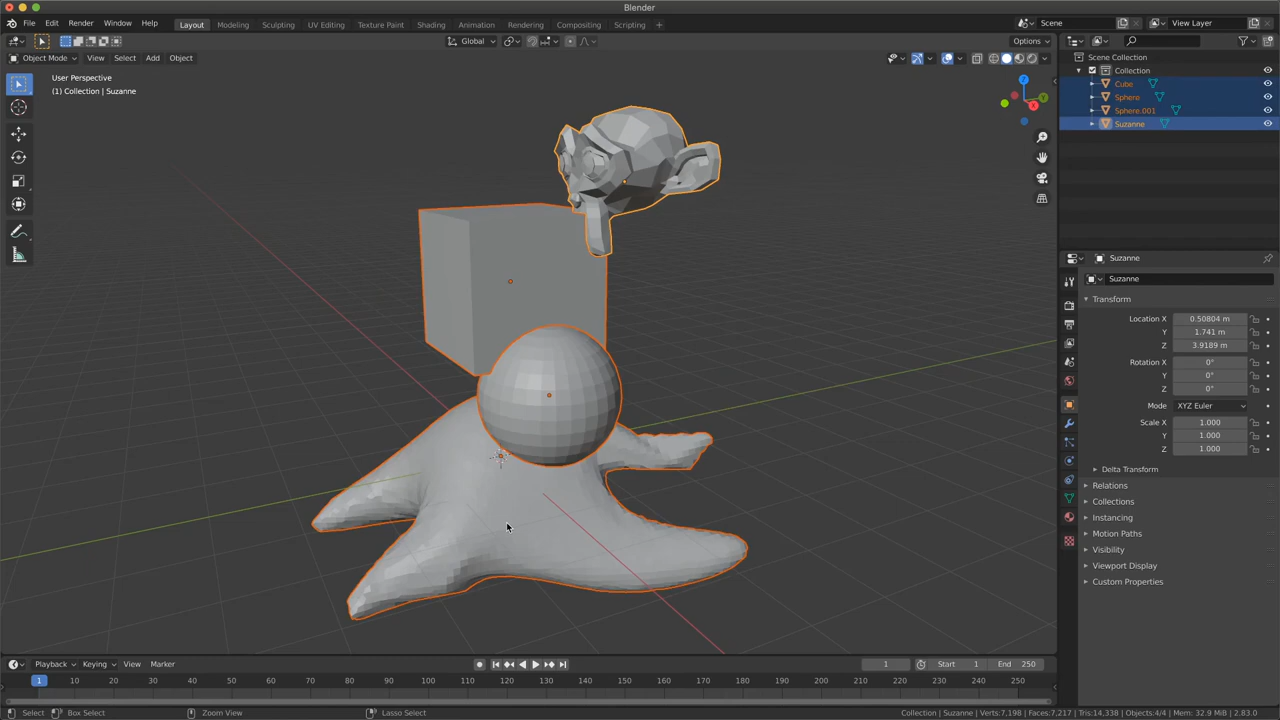 Blender
File Edit Render Window Help
Layout Modeling Sculpting UV Editing Texture Paint Shading Animation Rendering Compositing Scripting +
Scene
View Layer
Global
Options
Object Mode View Select Add Object
User Perspective
(1) Collection | Suzanne
Z
Y
X
Scene Collection
Collection
Cube
Sphere
Sphere.001
Suzanne
Suzanne
Suzanne
Transform
Location X 0.50804 m
Y 1.741 m
Z 3.9189 m
Rotation X 0°
Y 0°
Z 0°
Mode XYZ Euler
Scale X 1.000
Y 1.000
Z 1.000
Delta Transform
Relations
Collections
Instancing
Motion Paths
Visibility
Viewport Display
Custom Properties
Playback Keying View Marker
1
Start 1 End 250
1 10 20 30 40 50 60 70 80 90 100 110 120 130 140 150 160 170 180 190 200 210 220 230 240 250
Select Box Select Zoom View Lasso Select
Collection | Suzanne | Verts:7,198 | Faces:7,217 | Tris:14,338 | Objects:4/4 | Mem: 32.9 MiB | 2.83.0